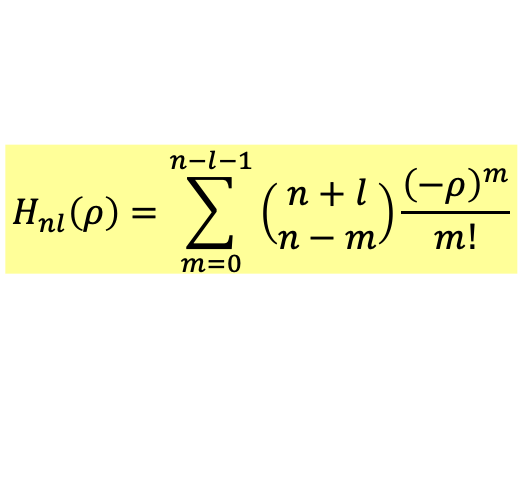 H_{nl}(ρ) = \sum_{m=0}^{n-l-1} \binom{n+l}{n-m} \frac{(-ρ)^m}{m!}